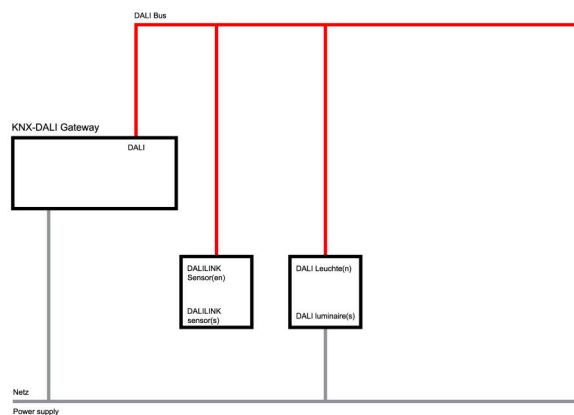 DALI Bus
KNX-DALI Gateway
DALI
DALILINK
Sensor(en)
DALILINK
sensor(s)
DALI Leuchte(n)
DALI luminaire(s)
Netz
Power supply